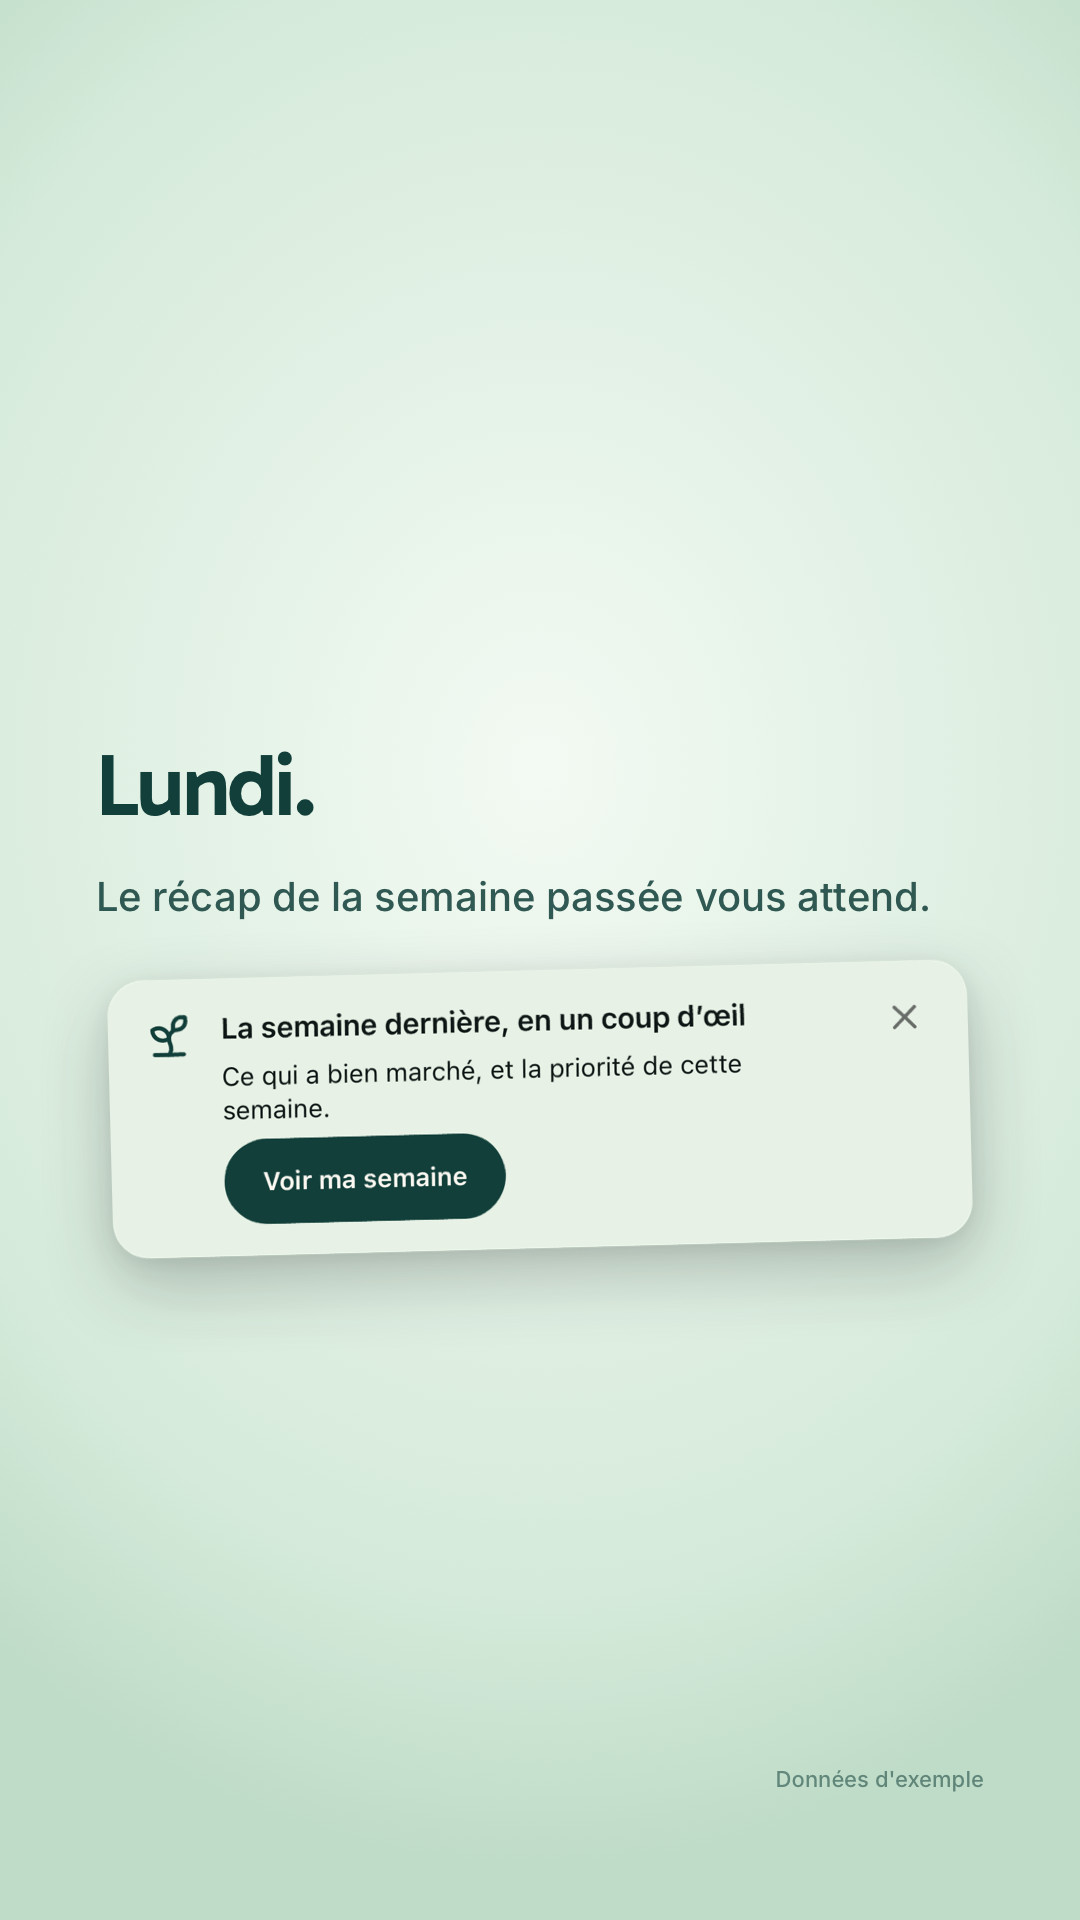 Lundi.
Le récap de la semaine passée vous attend.
La semaine dernière, en un coup d’œil
Ce qui a bien marché, et la priorité de cette
semaine.
Voir ma semaine
Données d'exemple